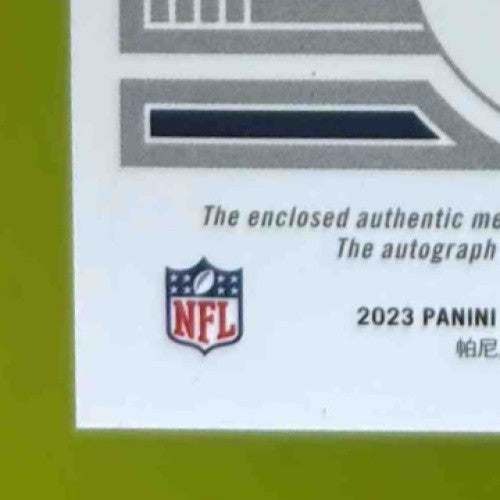 The enclosed authentic me
The autograph
NFL
2023 PANINI
帕尼